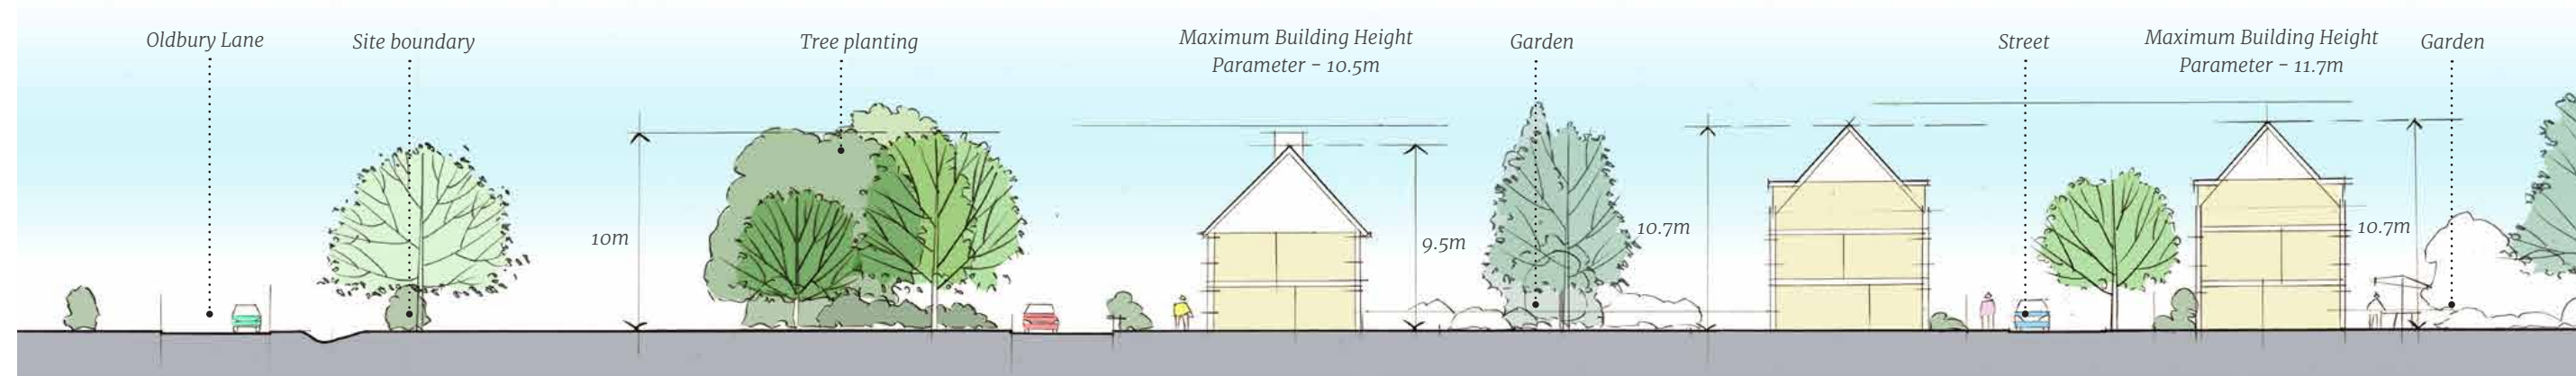 Oldbury Lane
Site boundary
Tree planting
Maximum Building Height
Parameter - 10.5m
Garden
Street
Maximum Building Height
Parameter - 11.7m
Garden
10m
9.5m
10.7m
10.7m